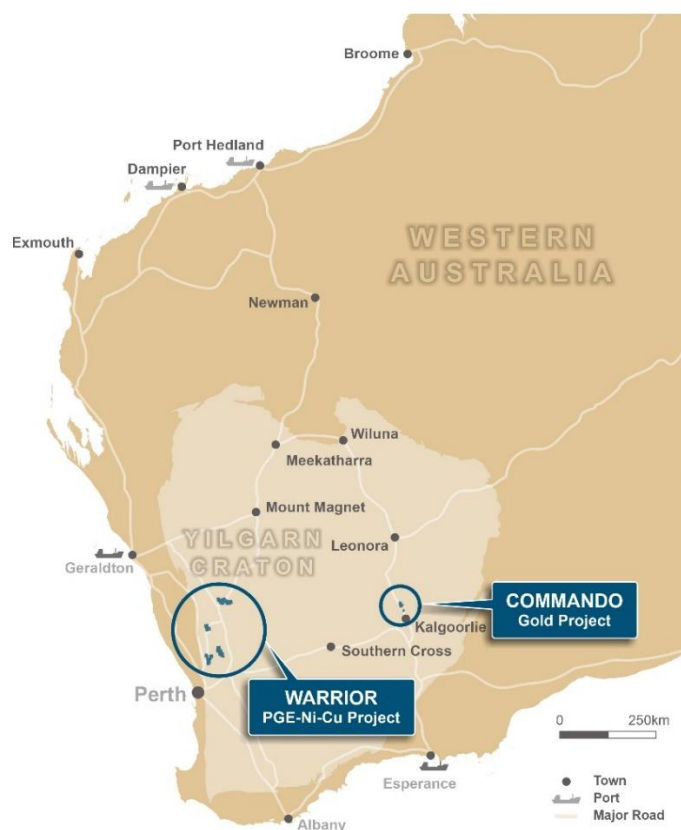 Broome
Port Hedland
Dampier
Exmouth
WESTERN
AUSTRALIA
Newman
Wiluna
Meekatharra
Mount Magnet
YILGARN
CRATON
Leonora
Geraldton
COMMANDO
Gold Project
Kalgoorlie
Southern Cross
Perth
WARRIOR
PGE-Ni-Cu Project
0 250km
Esperance
Town
Port
Major Road
Albany